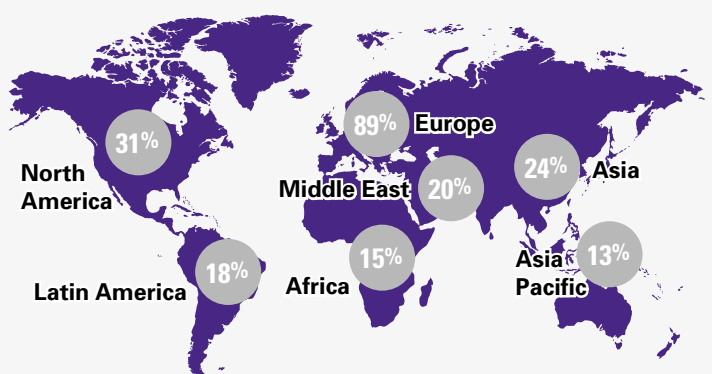 31%
North
America
89%
Europe
Middle East
20%
24%
Asia
18%
Latin America
15%
Africa
13%
Asia
Pacific